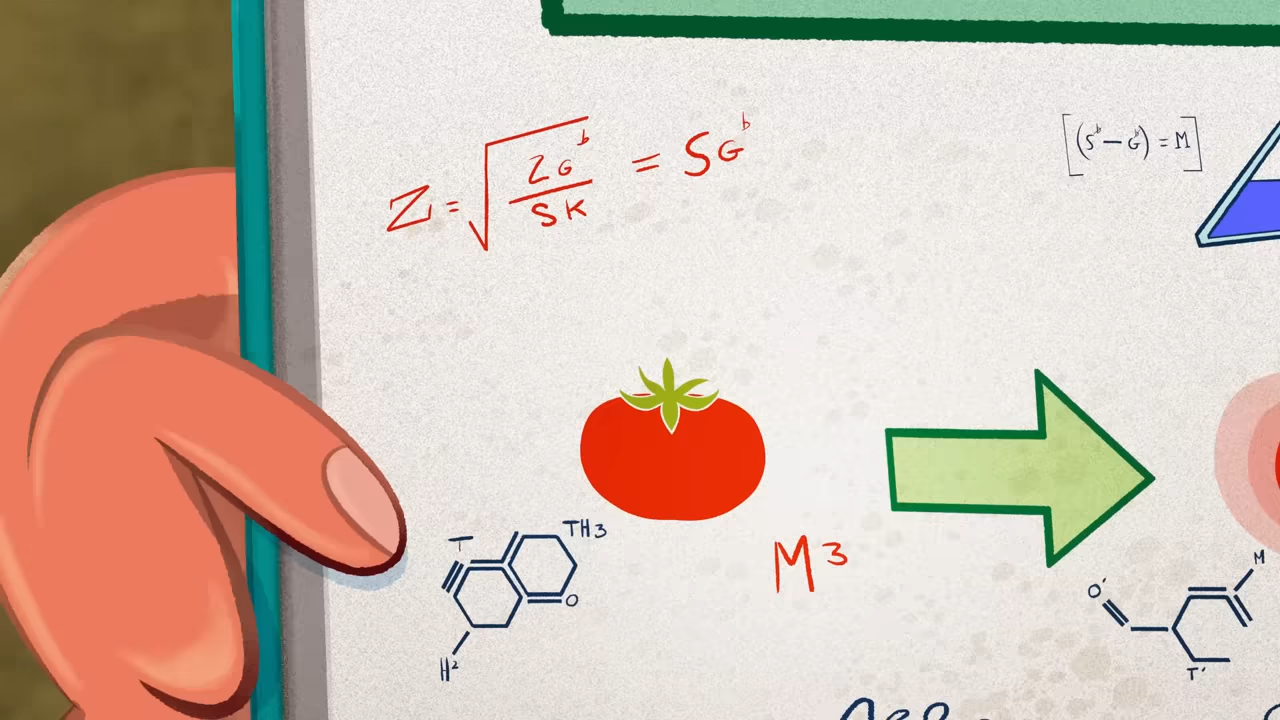 Z = √(ZG^b / SK) = SG^b
[(S^b – G^b) = M]
TH3
T
O
M³
H²
M
O'
T'